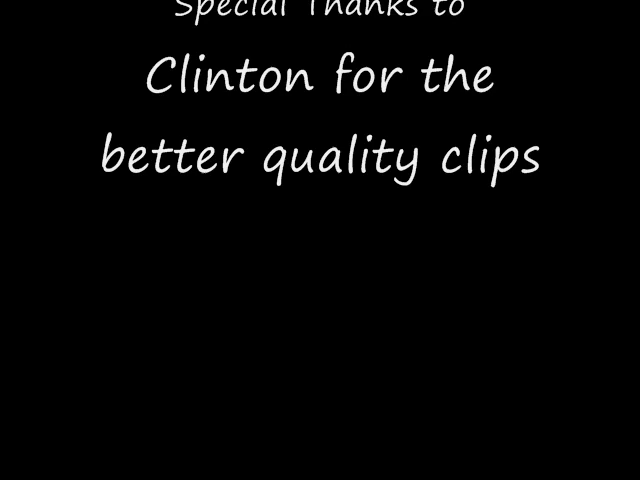 Special Thanks to
Clinton for the
better quality clips